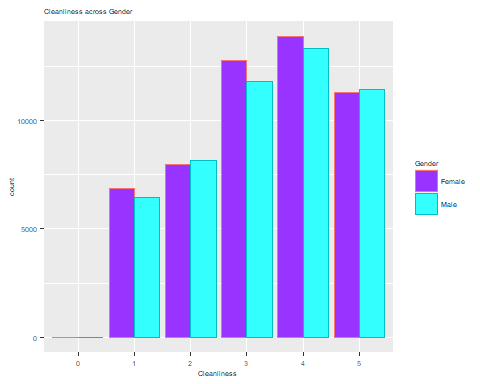 Cleanliness across Gender
10000
5000
0
count
0 1 2 3 4 5
Cleanliness
Gender
Female
Male